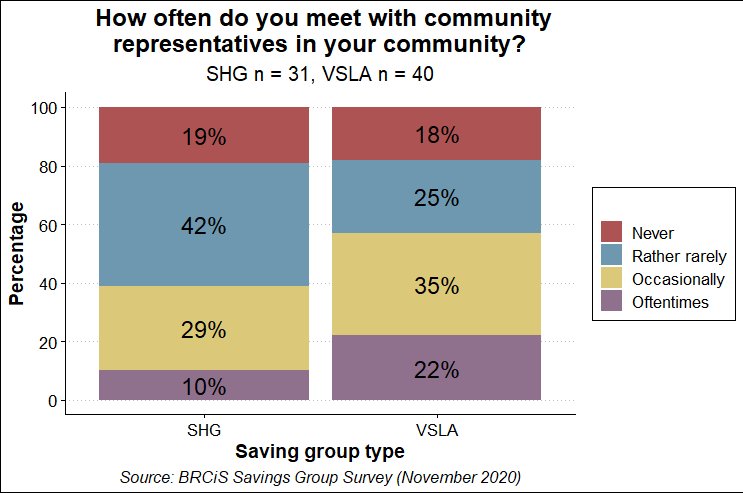 How often do you meet with community
representatives in your community?
SHG n = 31, VSLA n = 40
Percentage
100
80
60
40
20
0
19%
42%
29%
10%
18%
25%
35%
22%
SHG
VSLA
Saving group type
Source: BRCiS Savings Group Survey (November 2020)
Never
Rather rarely
Occasionally
Oftentimes